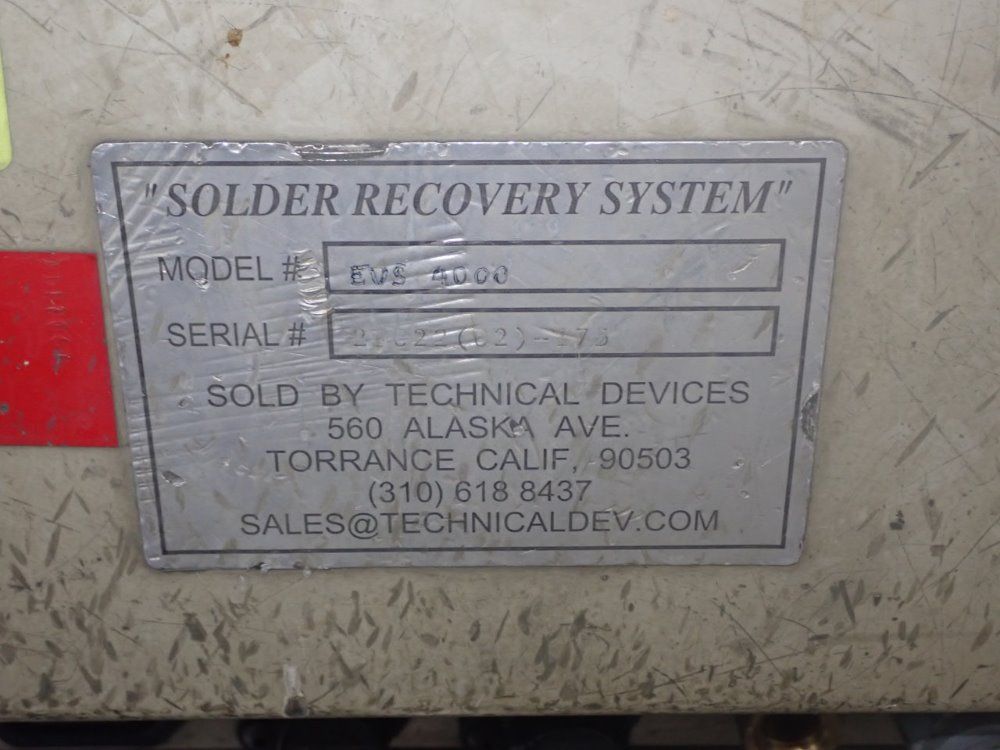 "SOLDER RECOVERY SYSTEM"
MODEL # EVS 4000
SERIAL #
SOLD BY TECHNICAL DEVICES
560 ALASKA AVE.
TORRANCE CALIF, 90503
(310) 618 8437
SALES@TECHNICALDEV.COM